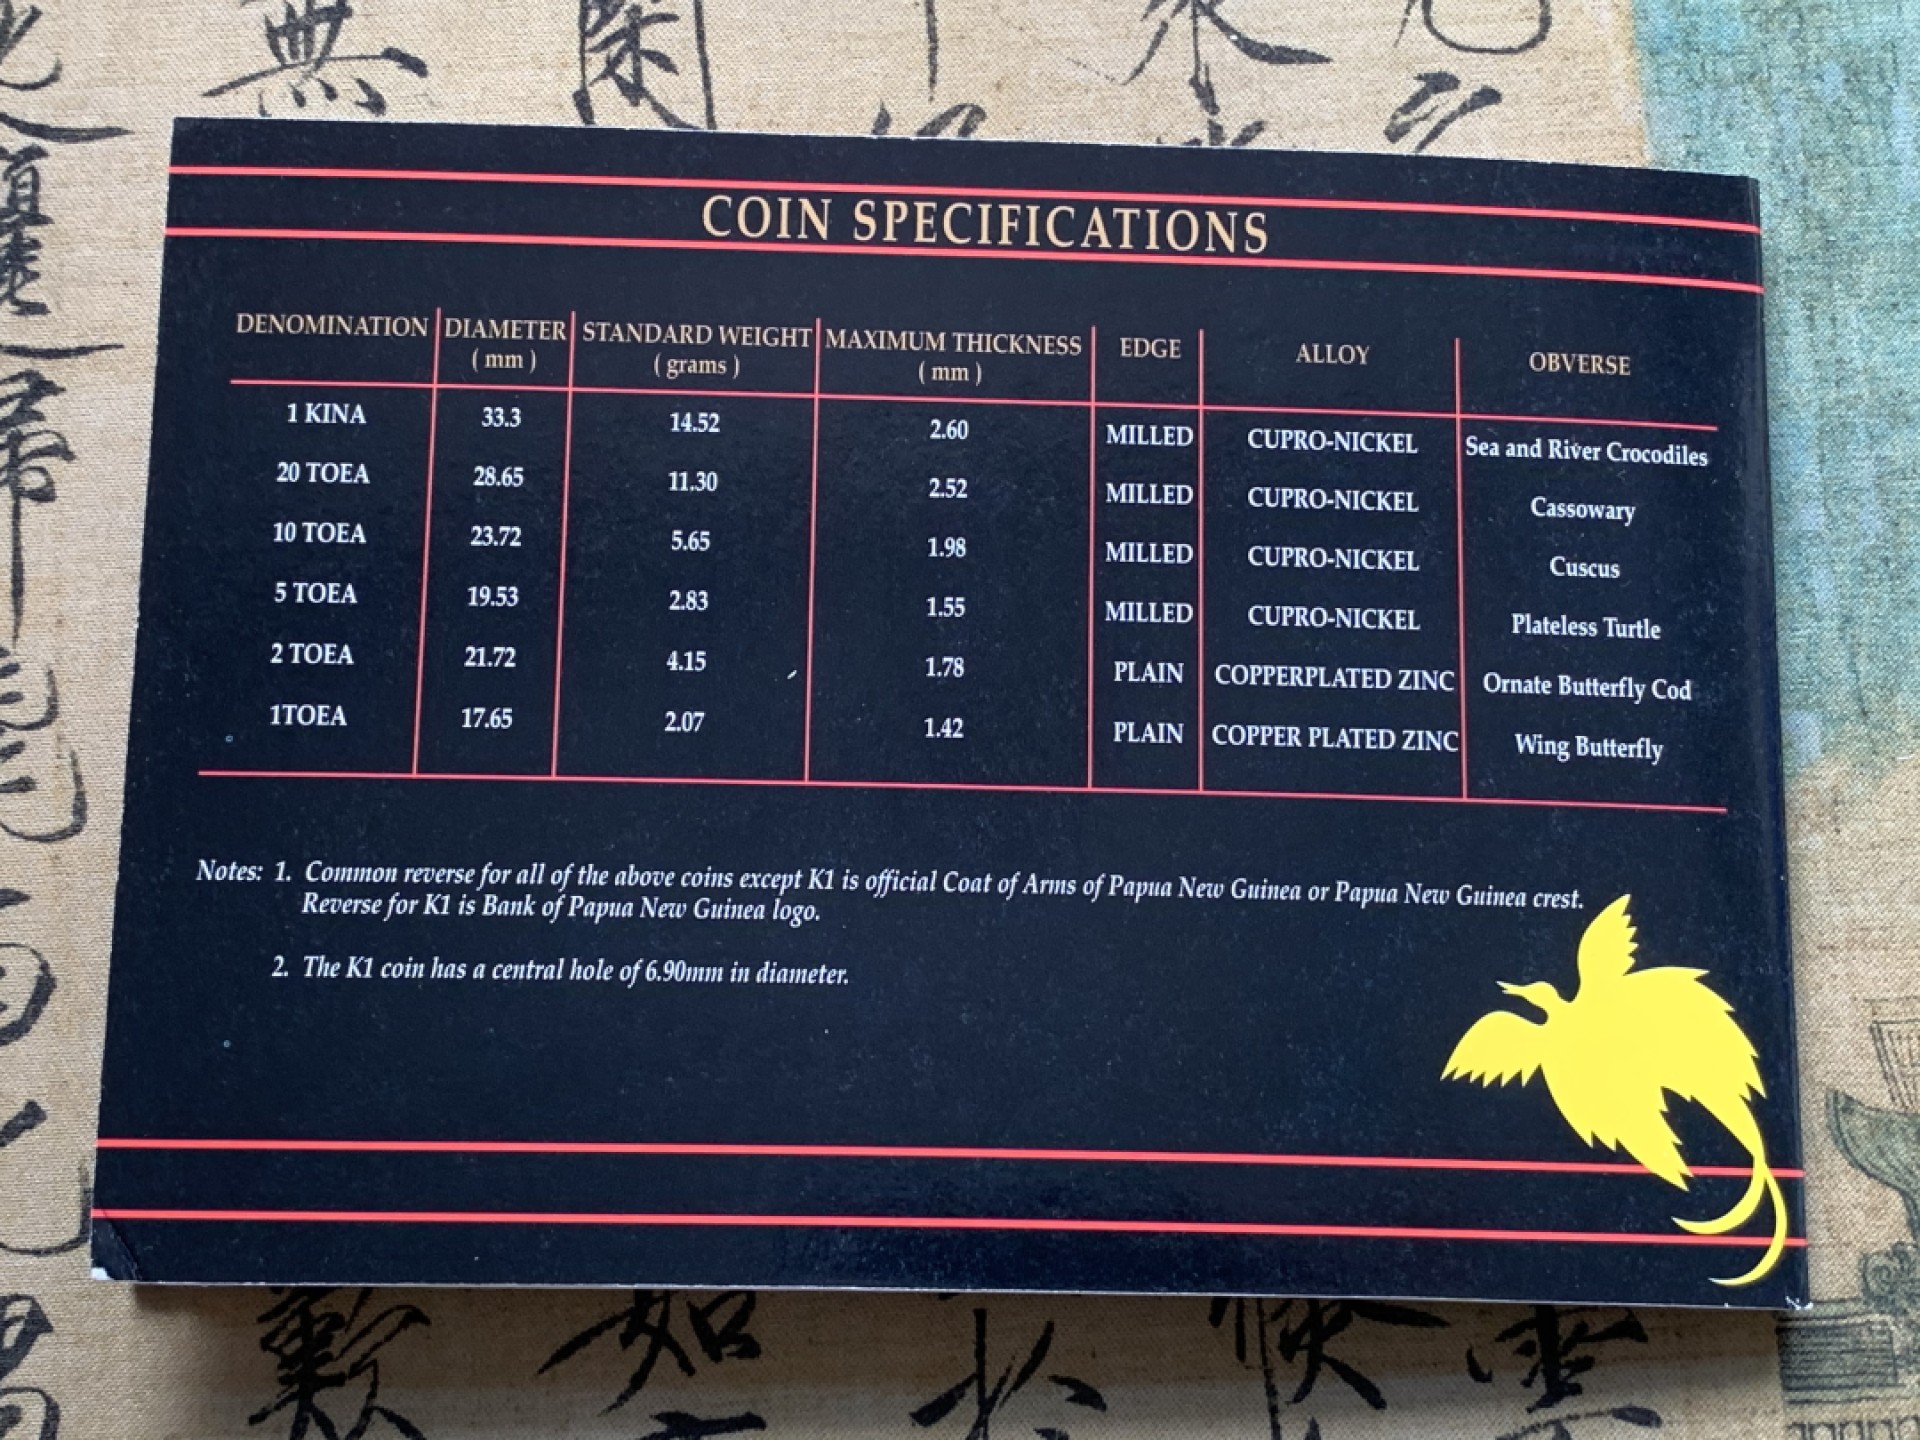 無
COIN SPECIFICATIONS
DENOMINATION DIAMETER ( mm ) STANDARD WEIGHT ( grams ) MAXIMUM THICKNESS ( mm ) EDGE ALLOY OBVERSE
1 KINA 33.3 14.52 2.60 MILLED CUPRO-NICKEL Sea and River Crocodiles
20 TOEA 28.65 11.30 2.52 MILLED CUPRO-NICKEL Cassowary
10 TOEA 23.72 5.65 1.98 MILLED CUPRO-NICKEL Cuscus
5 TOEA 19.53 2.83 1.55 MILLED CUPRO-NICKEL Plateless Turtle
2 TOEA 21.72 4.15 1.78 PLAIN COPPERPLATED ZINC Ornate Butterfly Cod
1TOEA 17.65 2.07 1.42 PLAIN COPPER PLATED ZINC Wing Butterfly
Notes: 1. Common reverse for all of the above coins except K1 is official Coat of Arms of Papua New Guinea or Papua New Guinea crest.
Reverse for K1 is Bank of Papua New Guinea logo.
2. The K1 coin has a central hole of 6.90mm in diameter.